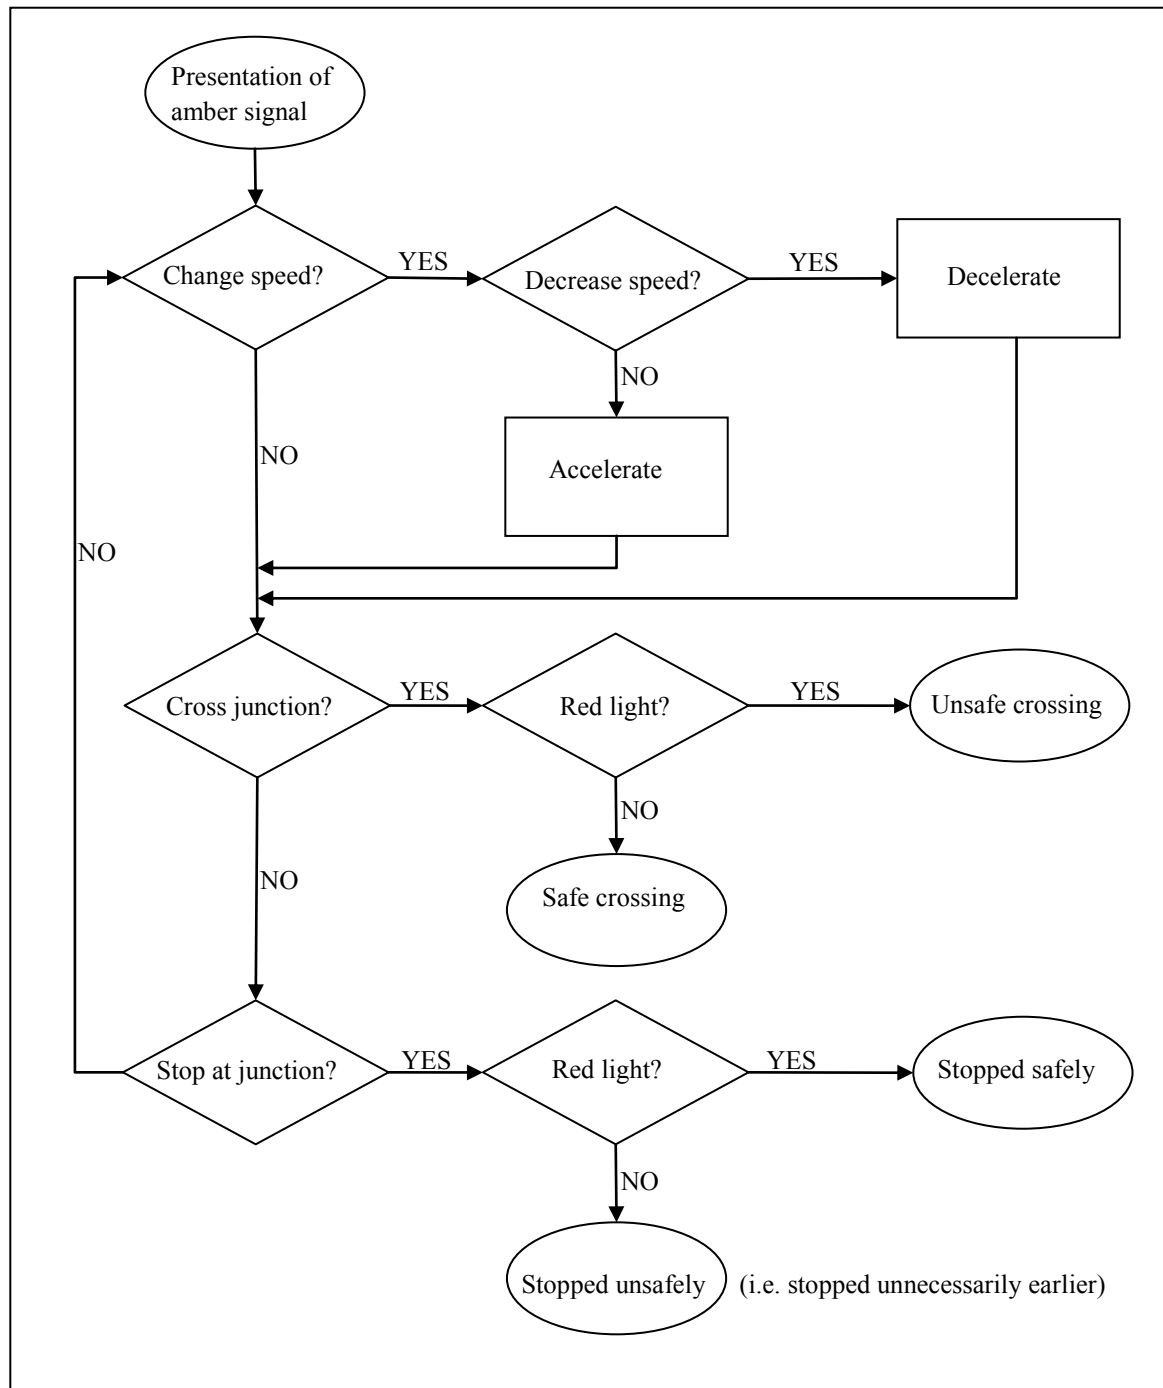 Presentation of
amber signal
Change speed?
YES
Decrease speed?
YES
Decelerate
NO
NO
Accelerate
NO
Cross junction?
YES
Red light?
YES
Unsafe crossing
NO
Safe crossing
NO
Stop at junction?
YES
Red light?
YES
Stopped safely
NO
Stopped unsafely
(i.e. stopped unnecessarily earlier)